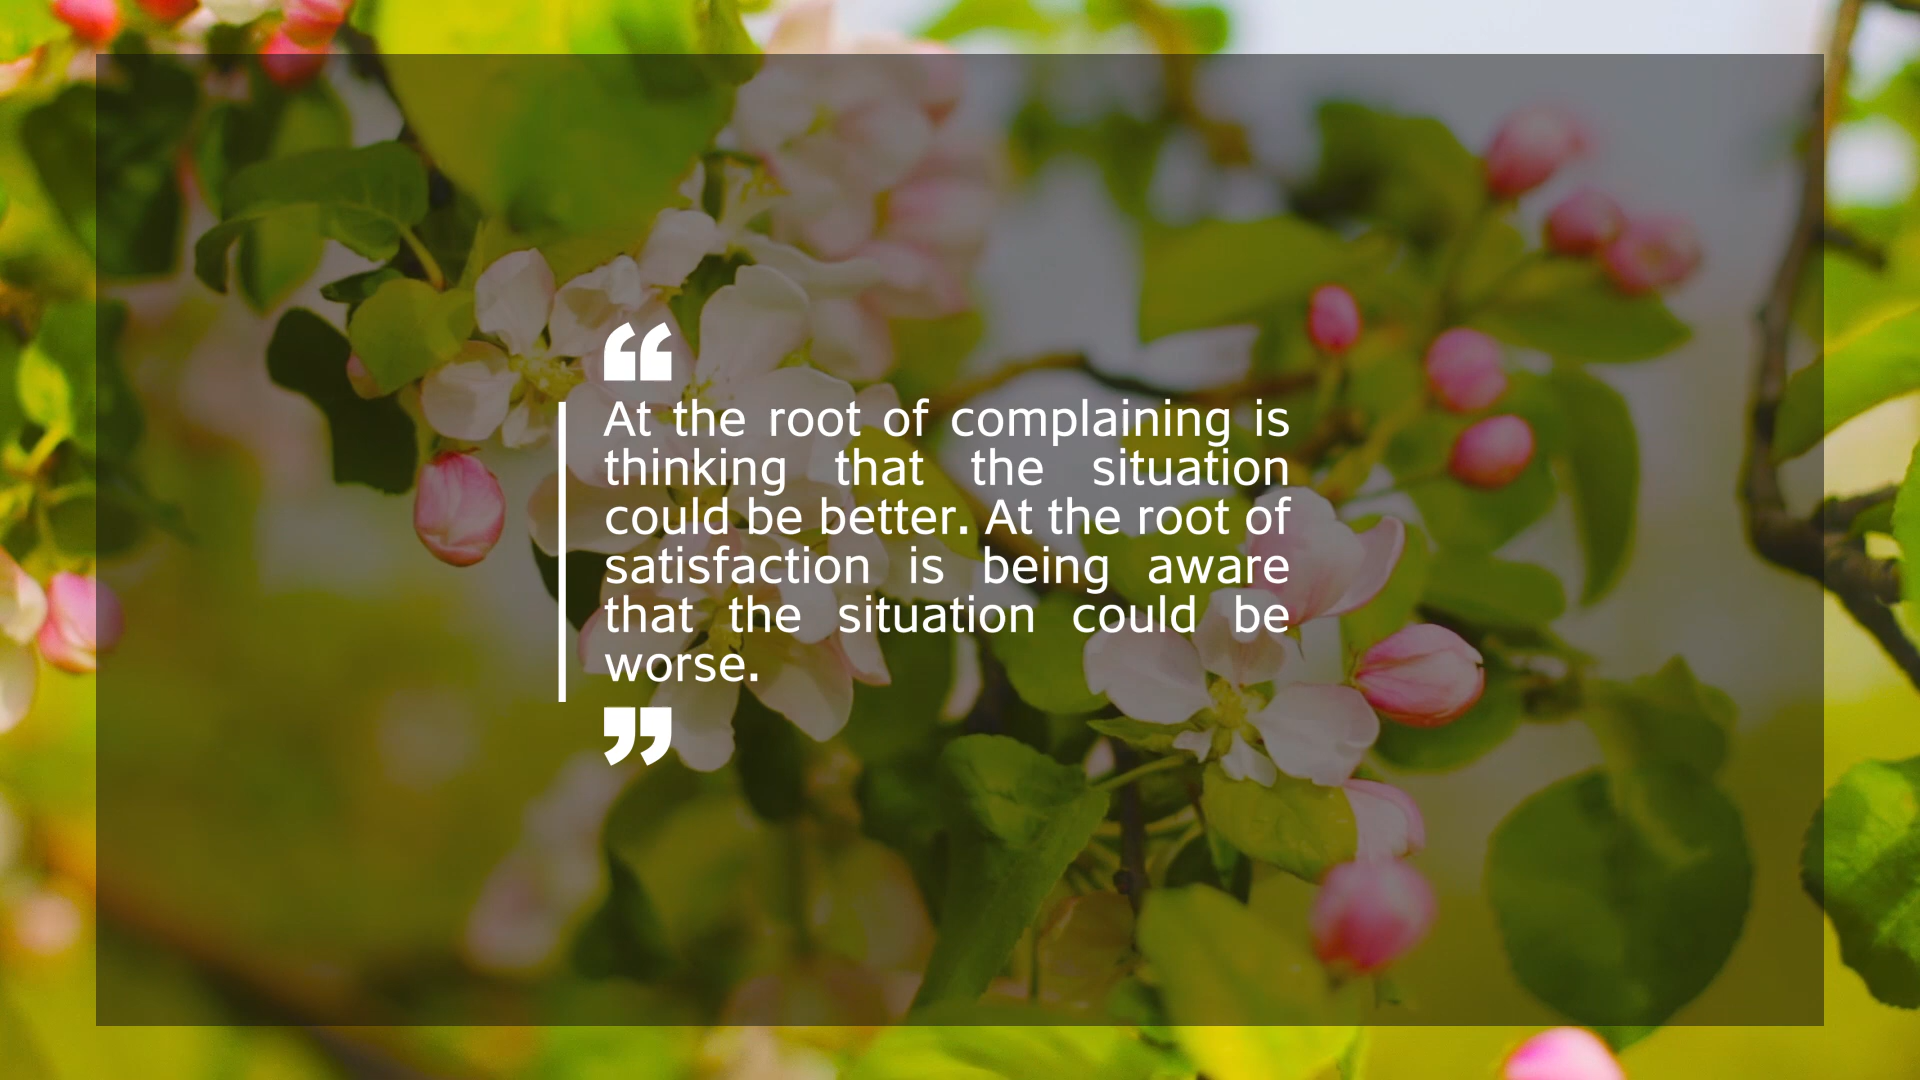 “
At the root of complaining is
thinking that the situation
could be better. At the root of
satisfaction is being aware
that the situation could be
worse.
”